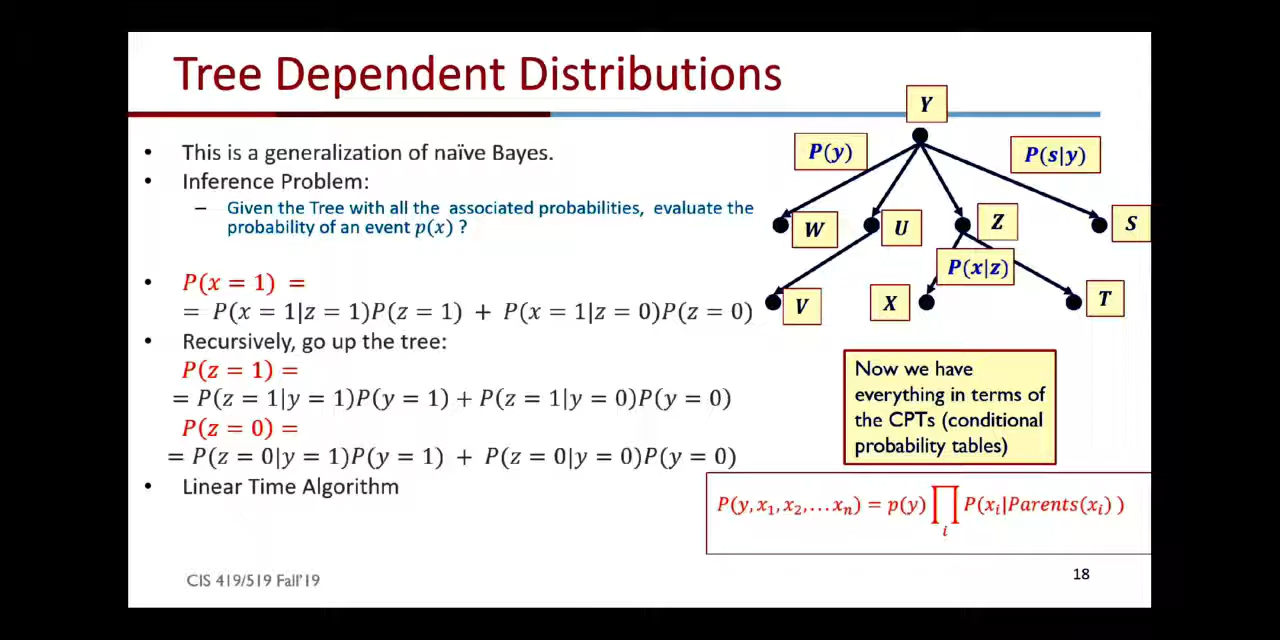 Tree Dependent Distributions
• This is a generalization of naïve Bayes.
• Inference Problem:
– Given the Tree with all the associated probabilities, evaluate the
probability of an event p(x) ?
• P(x = 1) =
= P(x = 1|z = 1)P(z = 1) + P(x = 1|z = 0)P(z = 0)
• Recursively, go up the tree:
P(z = 1) =
= P(z = 1|y = 1)P(y = 1) + P(z = 1|y = 0)P(y = 0)
P(z = 0) =
= P(z = 0|y = 1)P(y = 1) + P(z = 0|y = 0)P(y = 0)
• Linear Time Algorithm
Y
P(y)
P(s|y)
W
U
Z
S
P(x|z)
V
X
T
Now we have
everything in terms of
the CPTs (conditional
probability tables)
P(y, x₁, x₂, … xₙ) = p(y) ∏ᵢ P(xᵢ|Parents(xᵢ) )
CIS 419/519 Fall'19
18